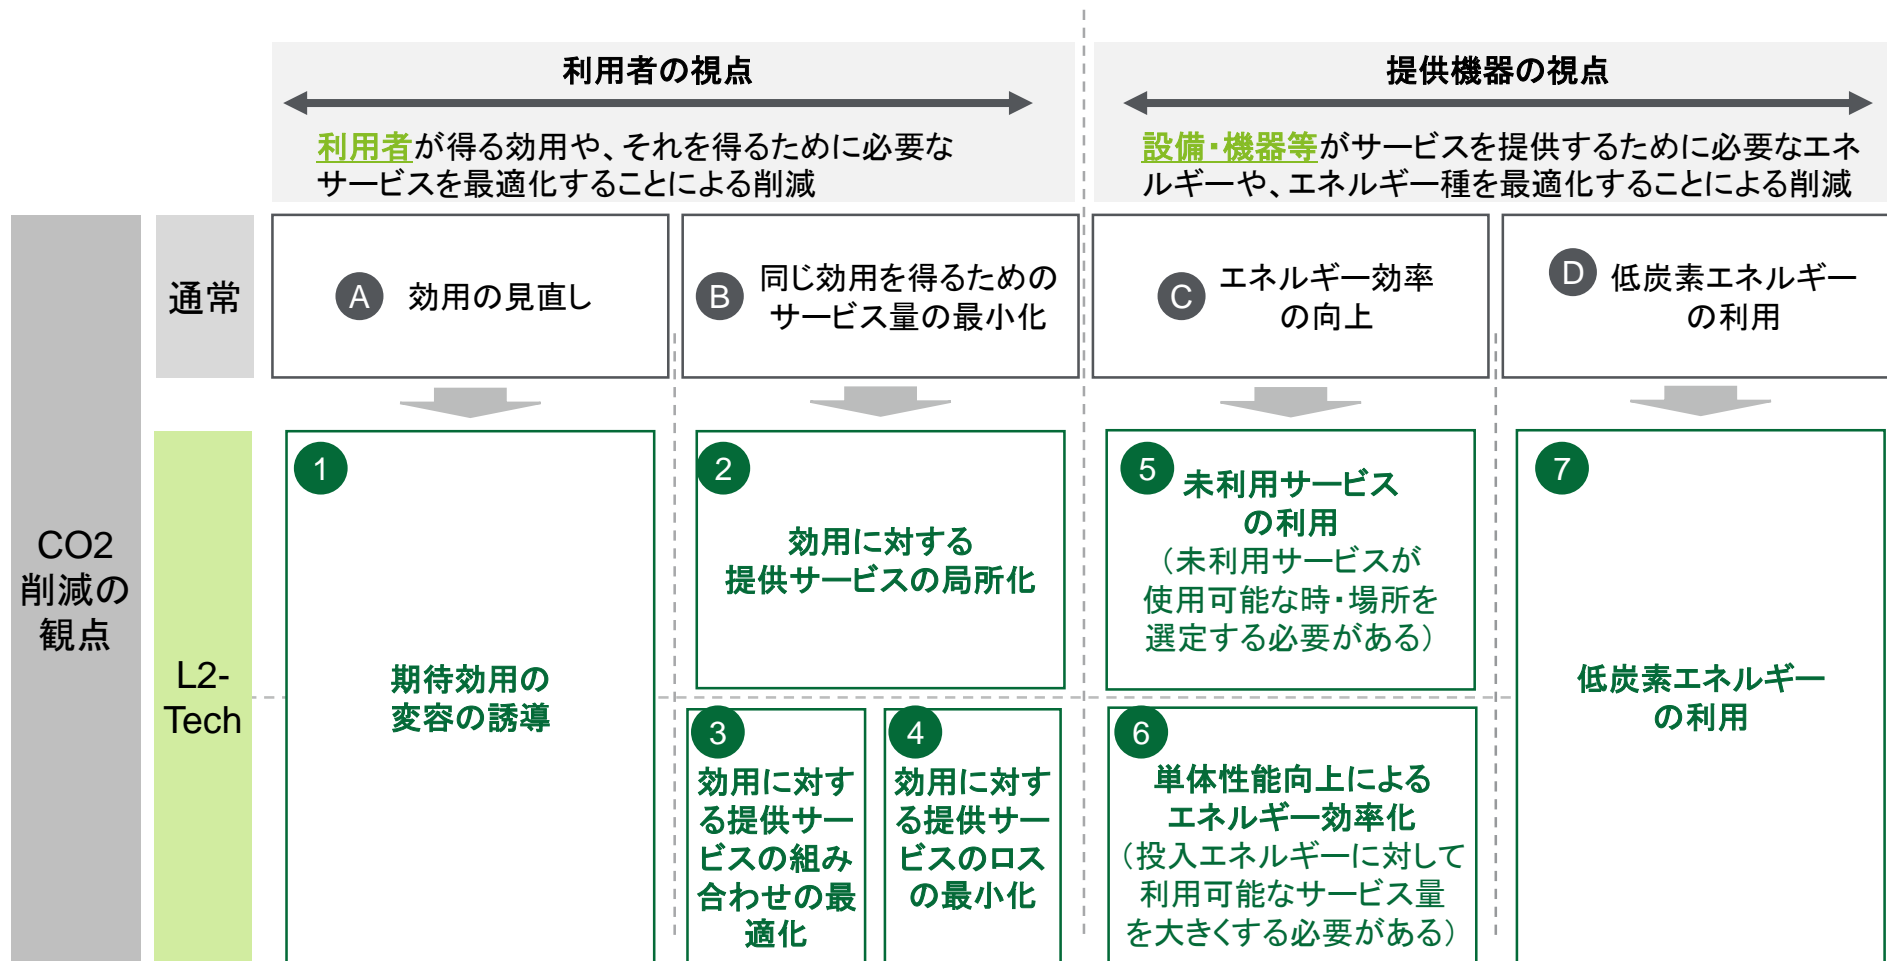 利用者の視点
利用者が得る効用や、それを得るために必要な
サービスを最適化することによる削減
提供機器の視点
設備・機器等がサービスを提供するために必要なエネ
ルギーや、エネルギー種を最適化することによる削減
CO2
削減の
観点
通常
A 効用の見直し
B 同じ効用を得るための
サービス量の最小化
C エネルギー効率
の向上
D 低炭素エネルギー
の利用
L2-
Tech
1
期待効用の
変容の誘導
2
効用に対する
提供サービスの局所化
3
効用に対す
る提供サー
ビスの組み
合わせの最
適化
4
効用に対す
る提供サー
ビスのロス
の最小化
5
未利用サービス
の利用
（未利用サービスが
使用可能な時・場所を
選定する必要がある）
6
単体性能向上による
エネルギー効率化
（投入エネルギーに対して
利用可能なサービス量
を大きくする必要がある）
7
低炭素エネルギー
の利用